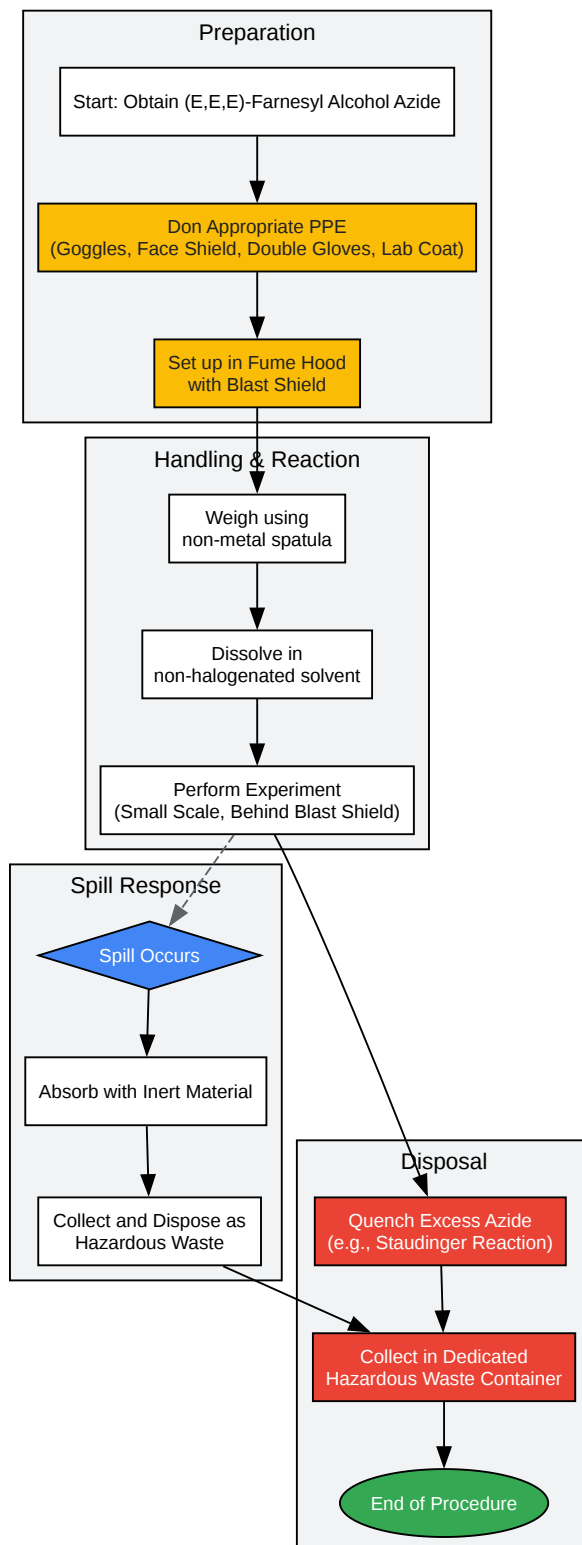 Preparation
Start: Obtain (E,E,E)-Farnesyl Alcohol Azide
Don Appropriate PPE
(Goggles, Face Shield, Double Gloves, Lab Coat)
Set up in Fume Hood
with Blast Shield
Handling & Reaction
Weigh using
non-metal spatula
Dissolve in
non-halogenated solvent
Perform Experiment
(Small Scale, Behind Blast Shield)
Spill Response
Spill Occurs
Absorb with Inert Material
Collect and Dispose as
Hazardous Waste
Disposal
Quench Excess Azide
(e.g., Staudinger Reaction)
Collect in Dedicated
Hazardous Waste Container
End of Procedure